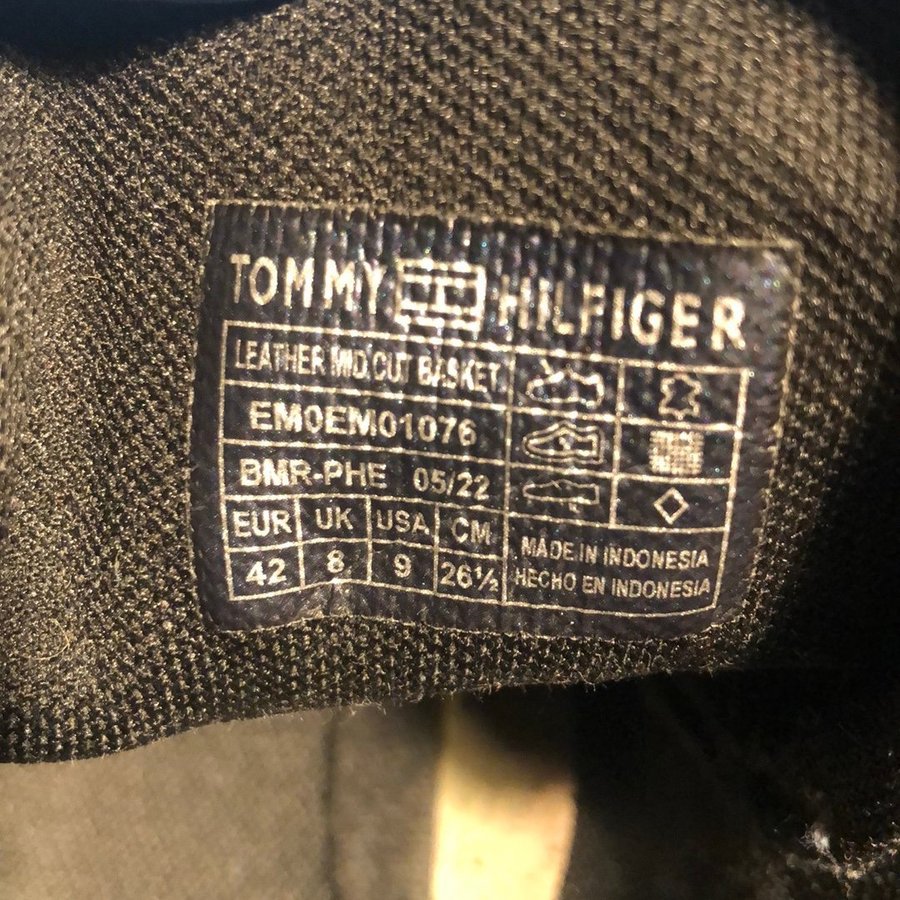 TOMMY HILFIGER
LEATHER MID.CUT BASKET
EM0EM01076
BMR-PHE 05/22
EUR UK USA CM
42 8 9 26½
MADE IN INDONESIA
HECHO EN INDONESIA